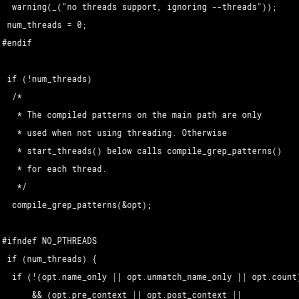 warning(_("no threads support, ignoring --threads"));
num_threads = 0;
#endif
if (!num_threads)
/*
* The compiled patterns on the main path are only
* used when not using threading. Otherwise
* start_threads() below calls compile_grep_patterns()
* for each thread.
*/
compile_grep_patterns(&opt);
#ifndef NO_PTHREADS
if (num_threads) {
if (!(opt.name_only || opt.unmatch_name_only || opt.count)
&& (opt.pre_context || opt.post_context ||